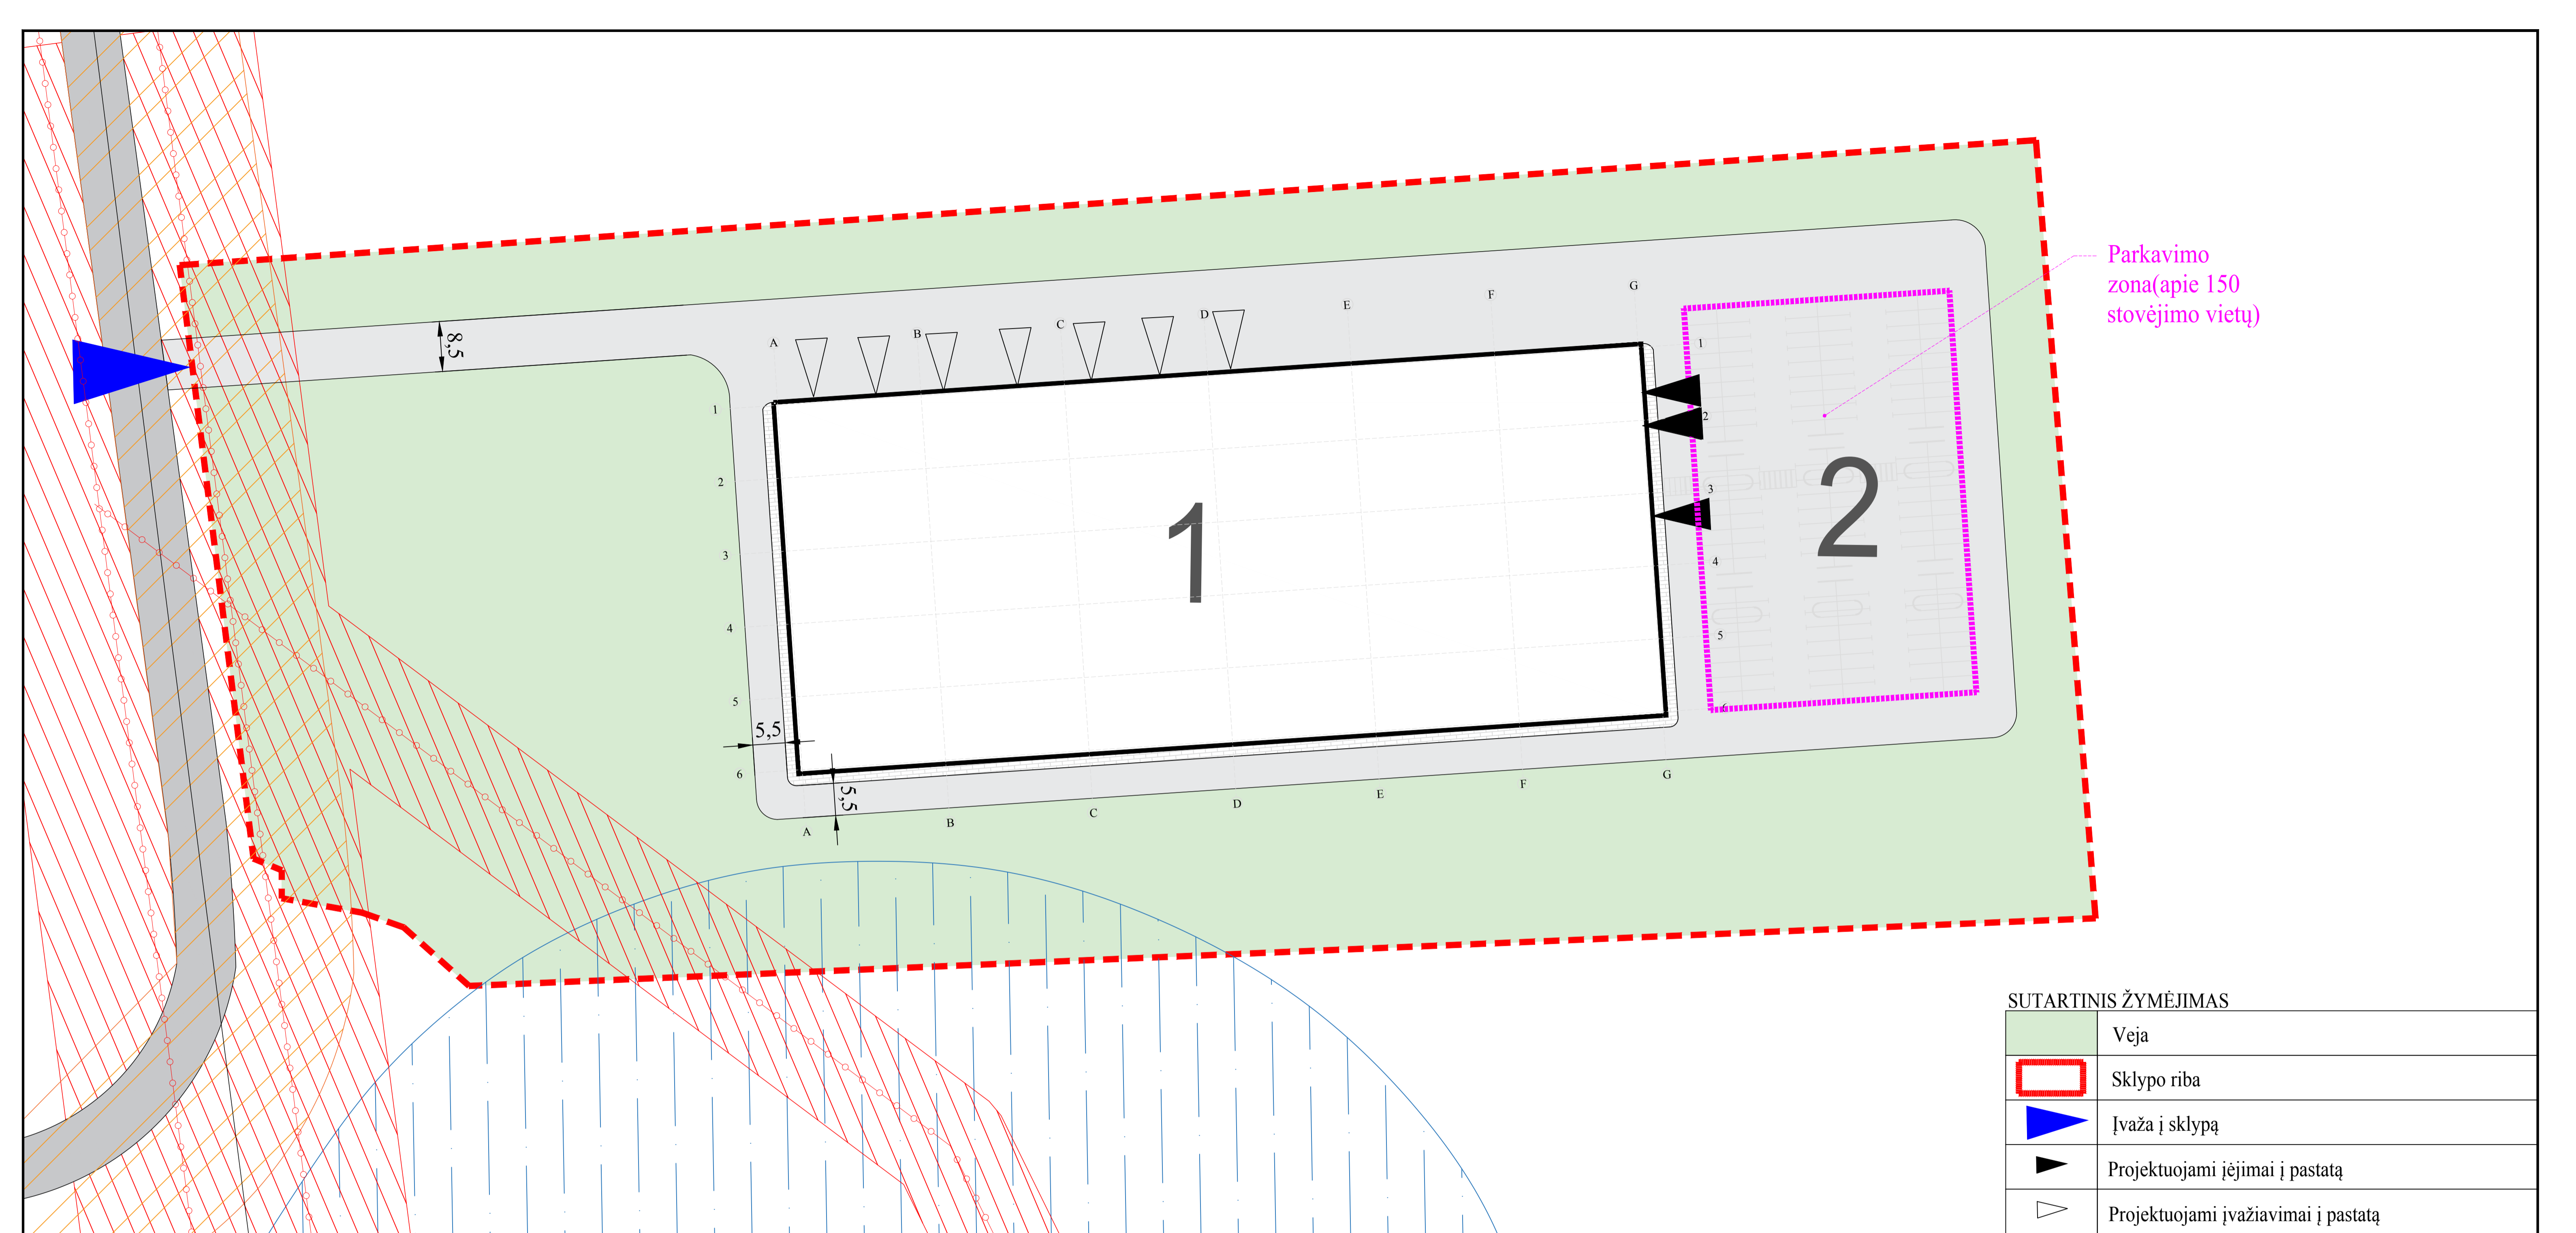 Parkavimo
zona(apie 150
stovėjimo vietų)
A
B
C
D
E
F
G
8,5
1
2
3
4
5
6
1
2
3
4
5
6
1
2
5,5
5,5
A
B
C
D
E
F
G
SUTARTINIS ŽYMĖJIMAS
Veja
Sklypo riba
Įvaža į sklypą
Projektuojami įėjimai į pastatą
Projektuojami įvažiavimai į pastatą